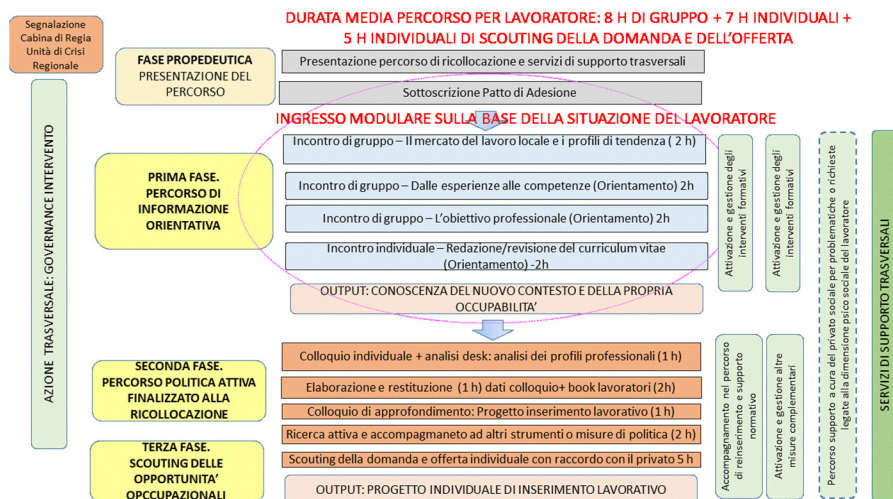 Segnalazione
Cabina di Regia
Unità di Crisi
Regionale
DURATA MEDIA PERCORSO PER LAVORATORE: 8 H DI GRUPPO + 7 H INDIVIDUALI +
5 H INDIVIDUALI DI SCOUTING DELLA DOMANDA E DELL'OFFERTA
FASE PROPEDEUTICA
PRESENTAZIONE DEL
PERCORSO
Presentazione percorso di ricollocazione e servizi di supporto trasversali
Sottoscrizione Patto di Adesione
INGRESSO MODULARE SULLA BASE DELLA SITUAZIONE DEL LAVORATORE
AZIONE TRASVERSALE: GOVERNANCE INTERVENTO
PRIMA FASE.
PERCORSO DI
INFORMAZIONE
ORIENTATIVA
Incontro di gruppo – Il mercato del lavoro locale e i profili di tendenza ( 2 h)
Incontro di gruppo – Dalle esperienze alle competenze (Orientamento) 2h
Incontro di gruppo – L'obiettivo professionale (Orientamento) 2h
Incontro individuale – Redazione/revisione del curriculum vitae
(Orientamento) -2h
OUTPUT: CONOSCENZA DEL NUOVO CONTESTO E DELLA PROPRIA
OCCUPABILITA'
Attivazione e gestione degli
interventi formativi
Attivazione e gestione degli
interventi formativi
Percorso supporto a cura del privato sociale per problematiche o richieste
legate alla dimensione psico sociale del lavoratore
SERVIZI DI SUPPORTO TRASVERSALI
SECONDA FASE.
PERCORSO POLITICA ATTIVA
FINALIZZATO ALLA
RICOLLOCAZIONE
Colloquio individuale + analisi desk: analisi dei profili professionali (1 h)
Elaborazione e restituzione (1 h) dati colloquio+ book lavoratori (2h)
Colloquio di approfondimento: Progetto inserimento lavorativo (1 h)
Ricerca attiva e accompagmaneto ad altri strumenti o misure di politica (2 h)
TERZA FASE.
SCOUTING DELLE
OPPORTUNITA'
OPCCUPAZIONALI
Scouting della domanda e offerta individuale con raccordo con il privato 5 h
OUTPUT: PROGETTO INDIVIDUALE DI INSERIMENTO LAVORATIVO
Accompagnamento nel percorso
di reinserimento e supporto
normativo
Attivazione e gestione altre
misure complementari